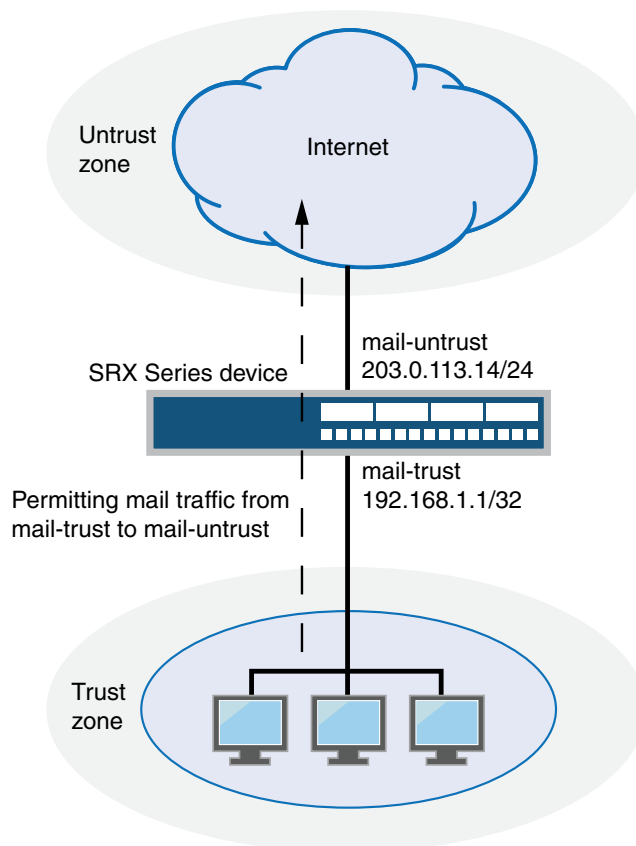 Untrust
zone
Internet
mail-untrust
203.0.113.14/24
SRX Series device
mail-trust
192.168.1.1/32
Permitting mail traffic from
mail-trust to mail-untrust
Trust
zone